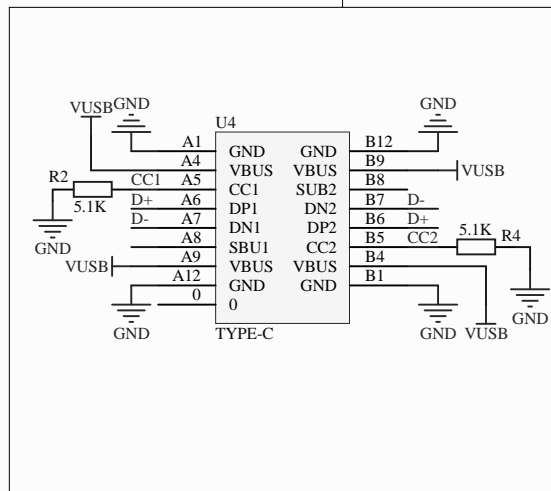 GND
GND
VUSB
U4
A1 GND GND B12
A4 VBUS VBUS B9 VUSB
R2 CC1 A5 CC1 SUB2 B8
5.1K D+ A6 DP1 DN2 B7 D-
D- A7 DN1 DP2 B6 D+ 5.1K
GND A8 SBU1 CC2 B5 CC2 R4
VUSB A9 VBUS VBUS B4
A12 GND GND B1
0 0
GND TYPE-C GND VUSB GND